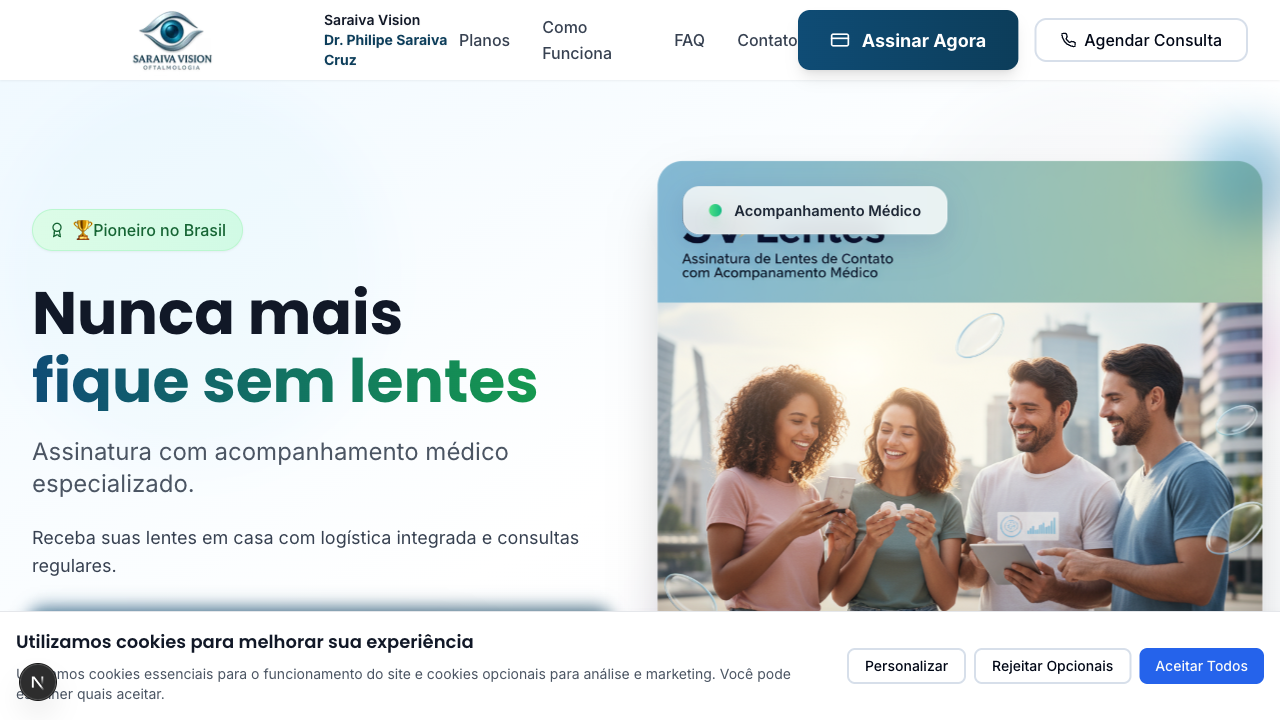 SARAIVA VISION
OFTALMOLOGIA
Saraiva Vision
Dr. Philipe Saraiva
Cruz
Planos
Como
Funciona
FAQ
Contato
Assinar Agora
Agendar Consulta
🏆Pioneiro no Brasil
Nunca mais
fique sem lentes
Assinatura com acompanhamento médico
especializado.
Receba suas lentes em casa com logística integrada e consultas
regulares.
Acompanhamento Médico
SV Lentes
Assinatura de Lentes de Contato
com Acompanamento Médico
Utilizamos cookies para melhorar sua experiência
cookies essenciais para o funcionamento do site e cookies opcionais para análise e marketing. Você pode
quais aceitar.
Personalizar
Rejeitar Opcionais
Aceitar Todos
N